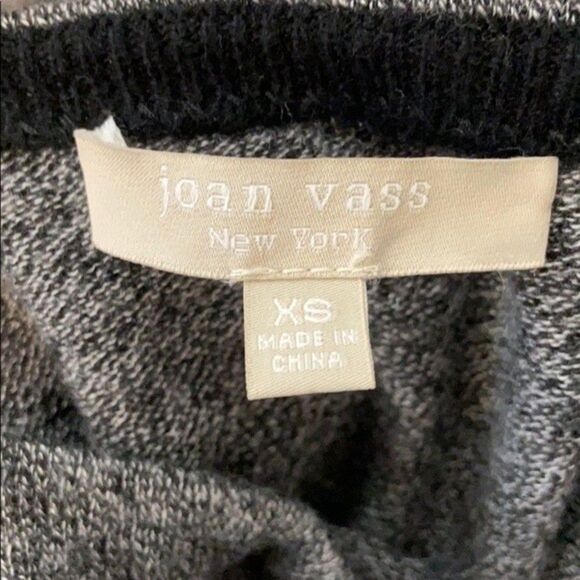 joan vass
New York
XS
MADE IN
CHINA